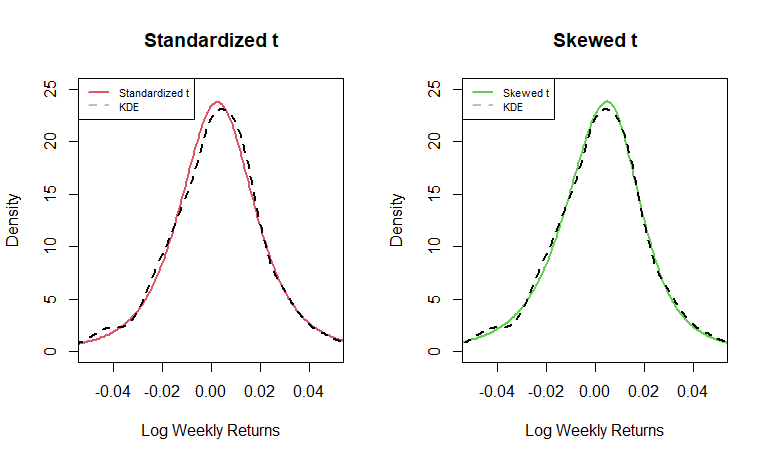 Standardized t
Standardized t
KDE
Density
0 5 10 15 20 25
-0.04 -0.02 0.00 0.02 0.04
Log Weekly Returns
Skewed t
Skewed t
KDE
Density
0 5 10 15 20 25
-0.04 -0.02 0.00 0.02 0.04
Log Weekly Returns